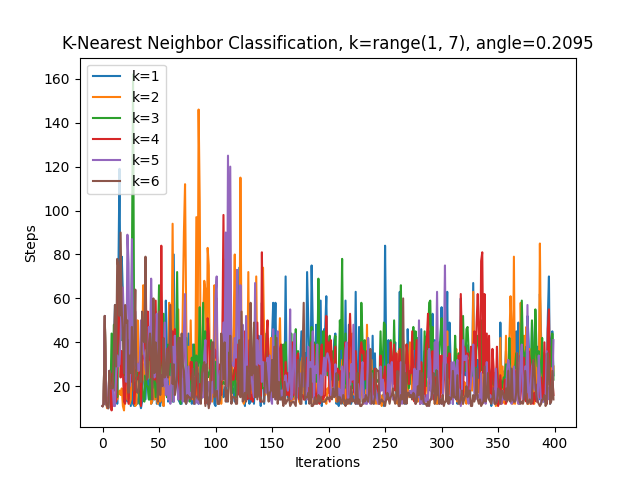 K-Nearest Neighbor Classification, k=range(1, 7), angle=0.2095
160
140
120
100
80
60
40
20
Steps
k=1
k=2
k=3
k=4
k=5
k=6
0
50
100
150
200
250
300
350
400
Iterations